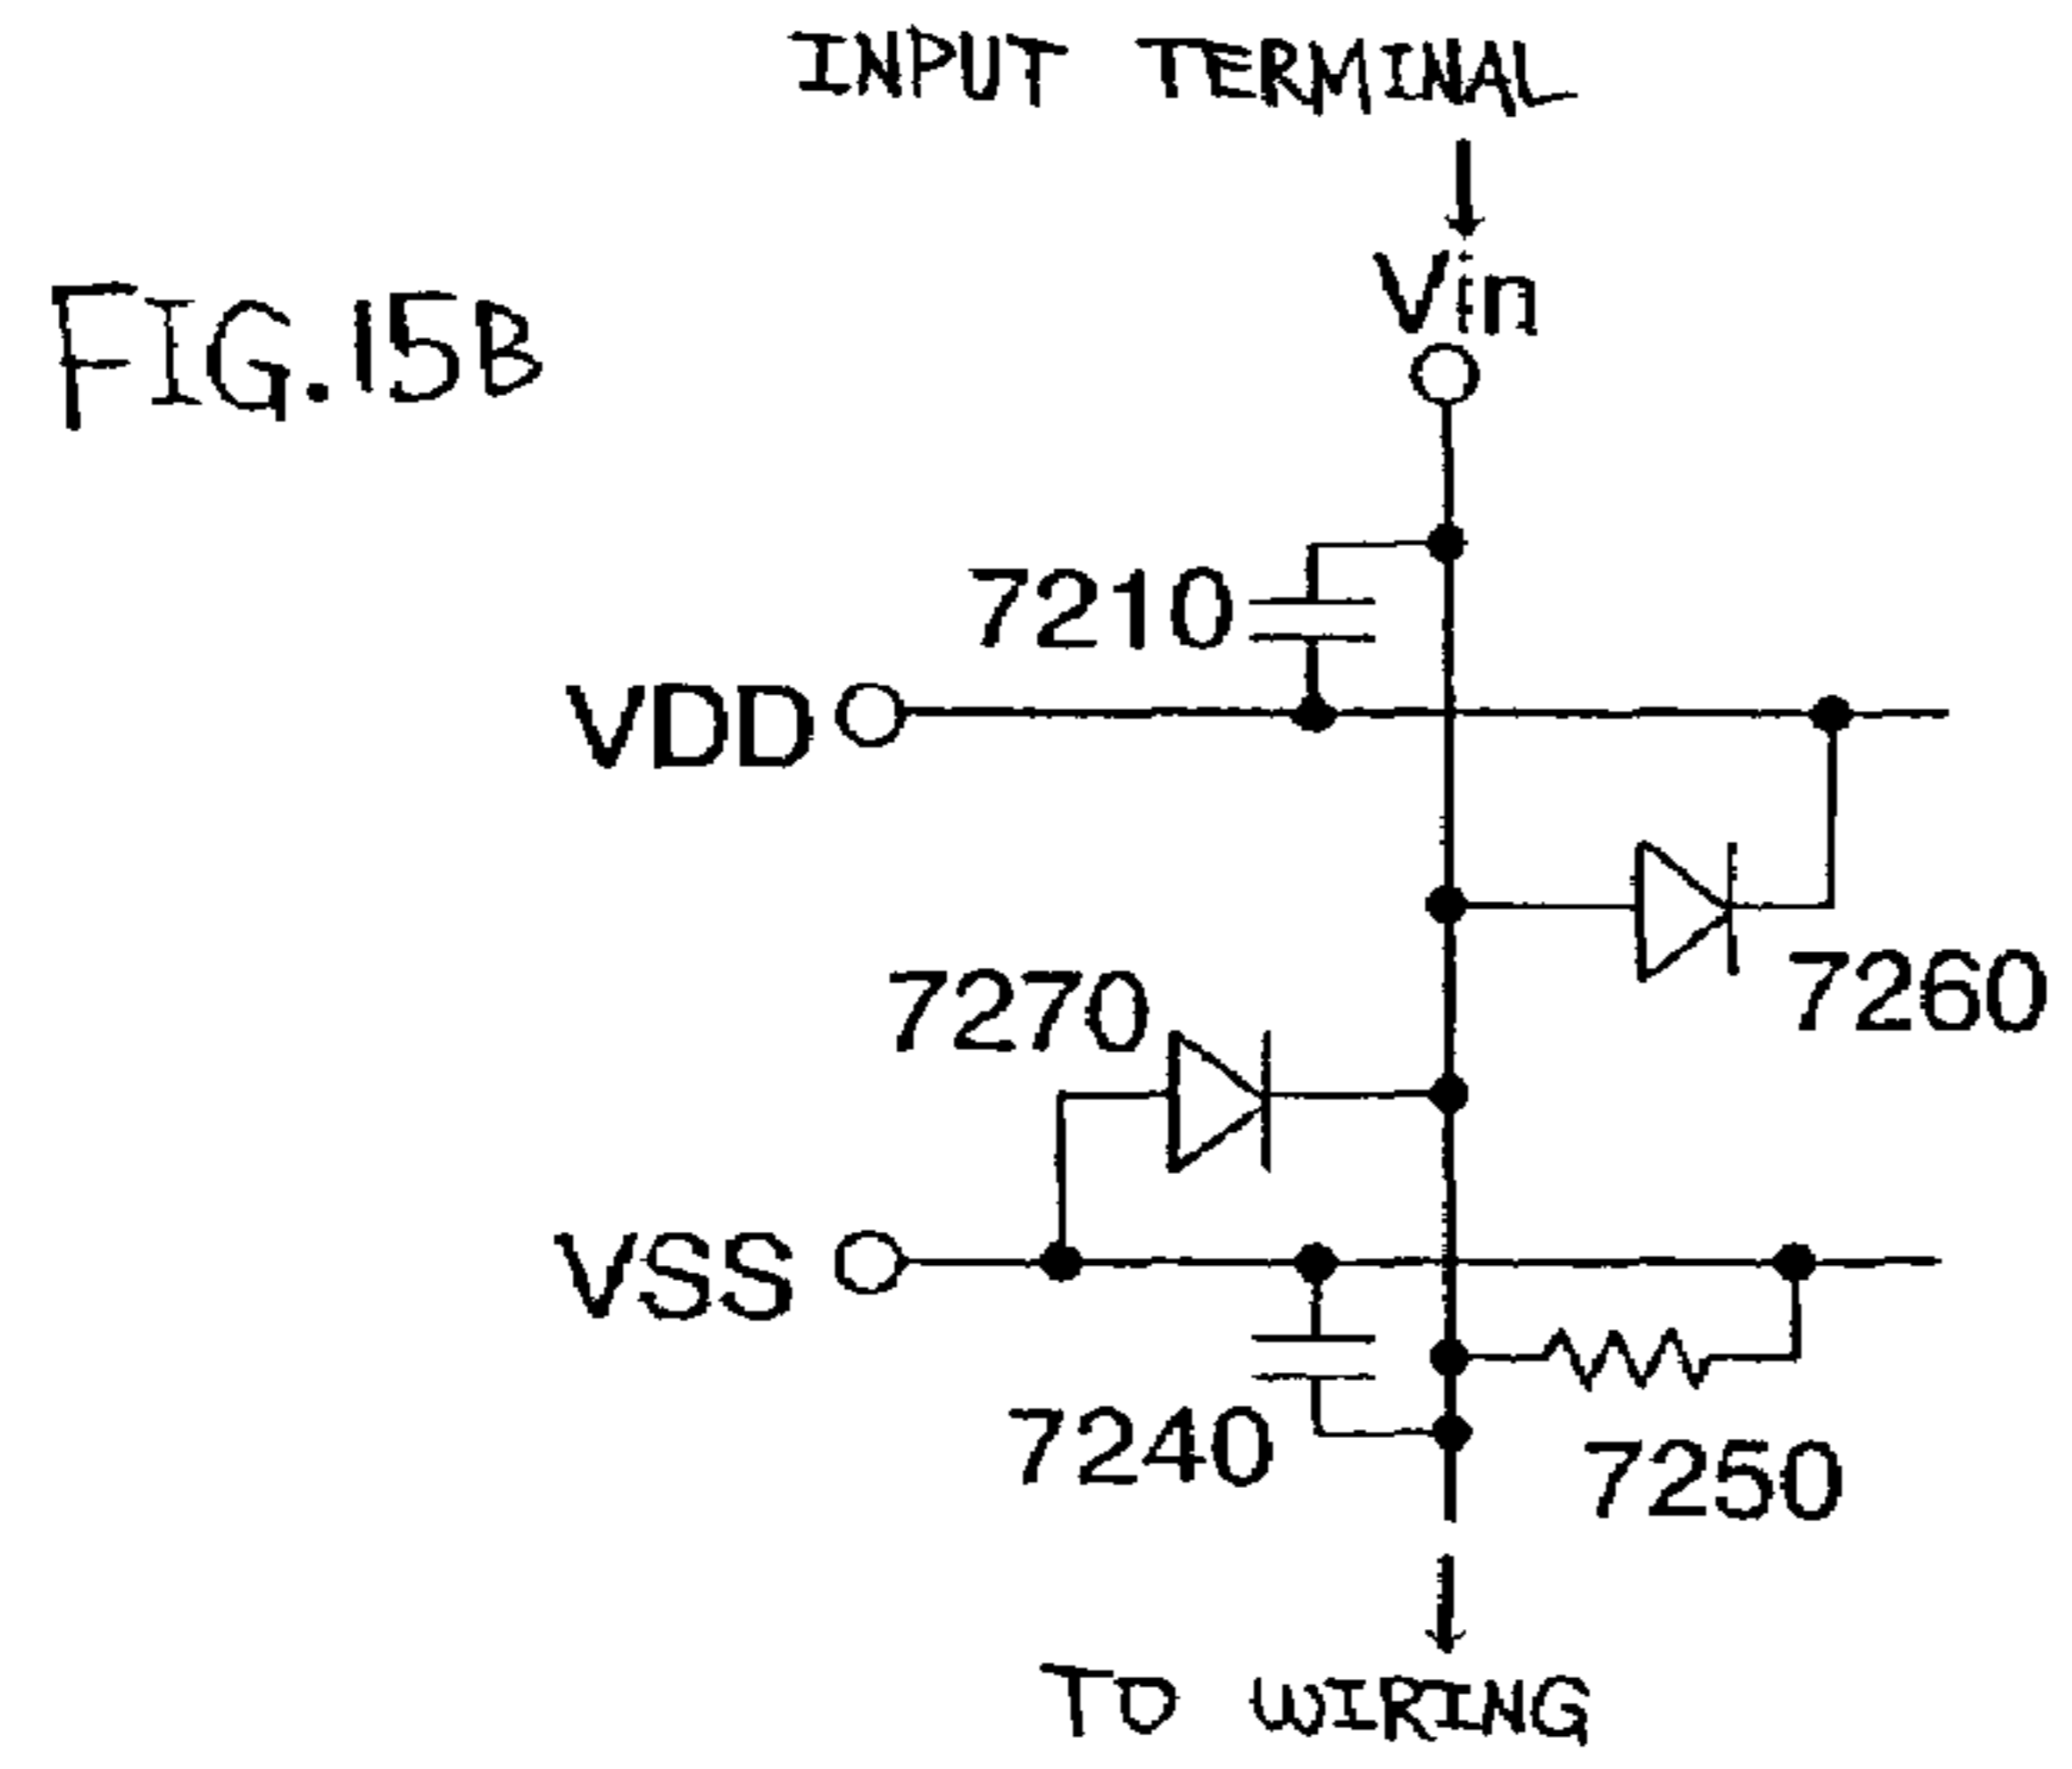 INPUT TERMINAL
Vin
FIG.15B
7210
VDD
7260
7270
VSS
7240
7250
TO WIRING